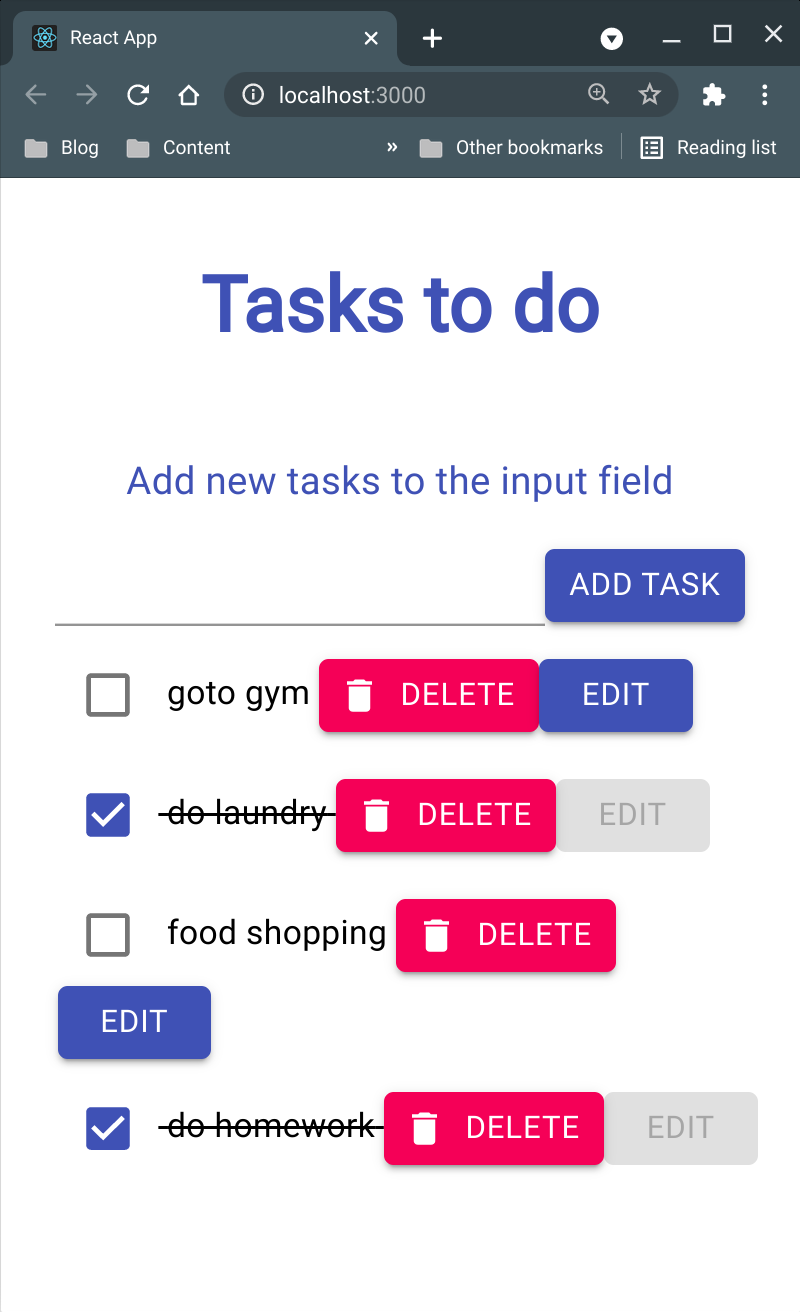 React App
localhost:3000
Blog Content » Other bookmarks Reading list
Tasks to do
Add new tasks to the input field
ADD TASK
goto gym DELETE EDIT
do laundry DELETE EDIT
food shopping DELETE
EDIT
do homework DELETE EDIT